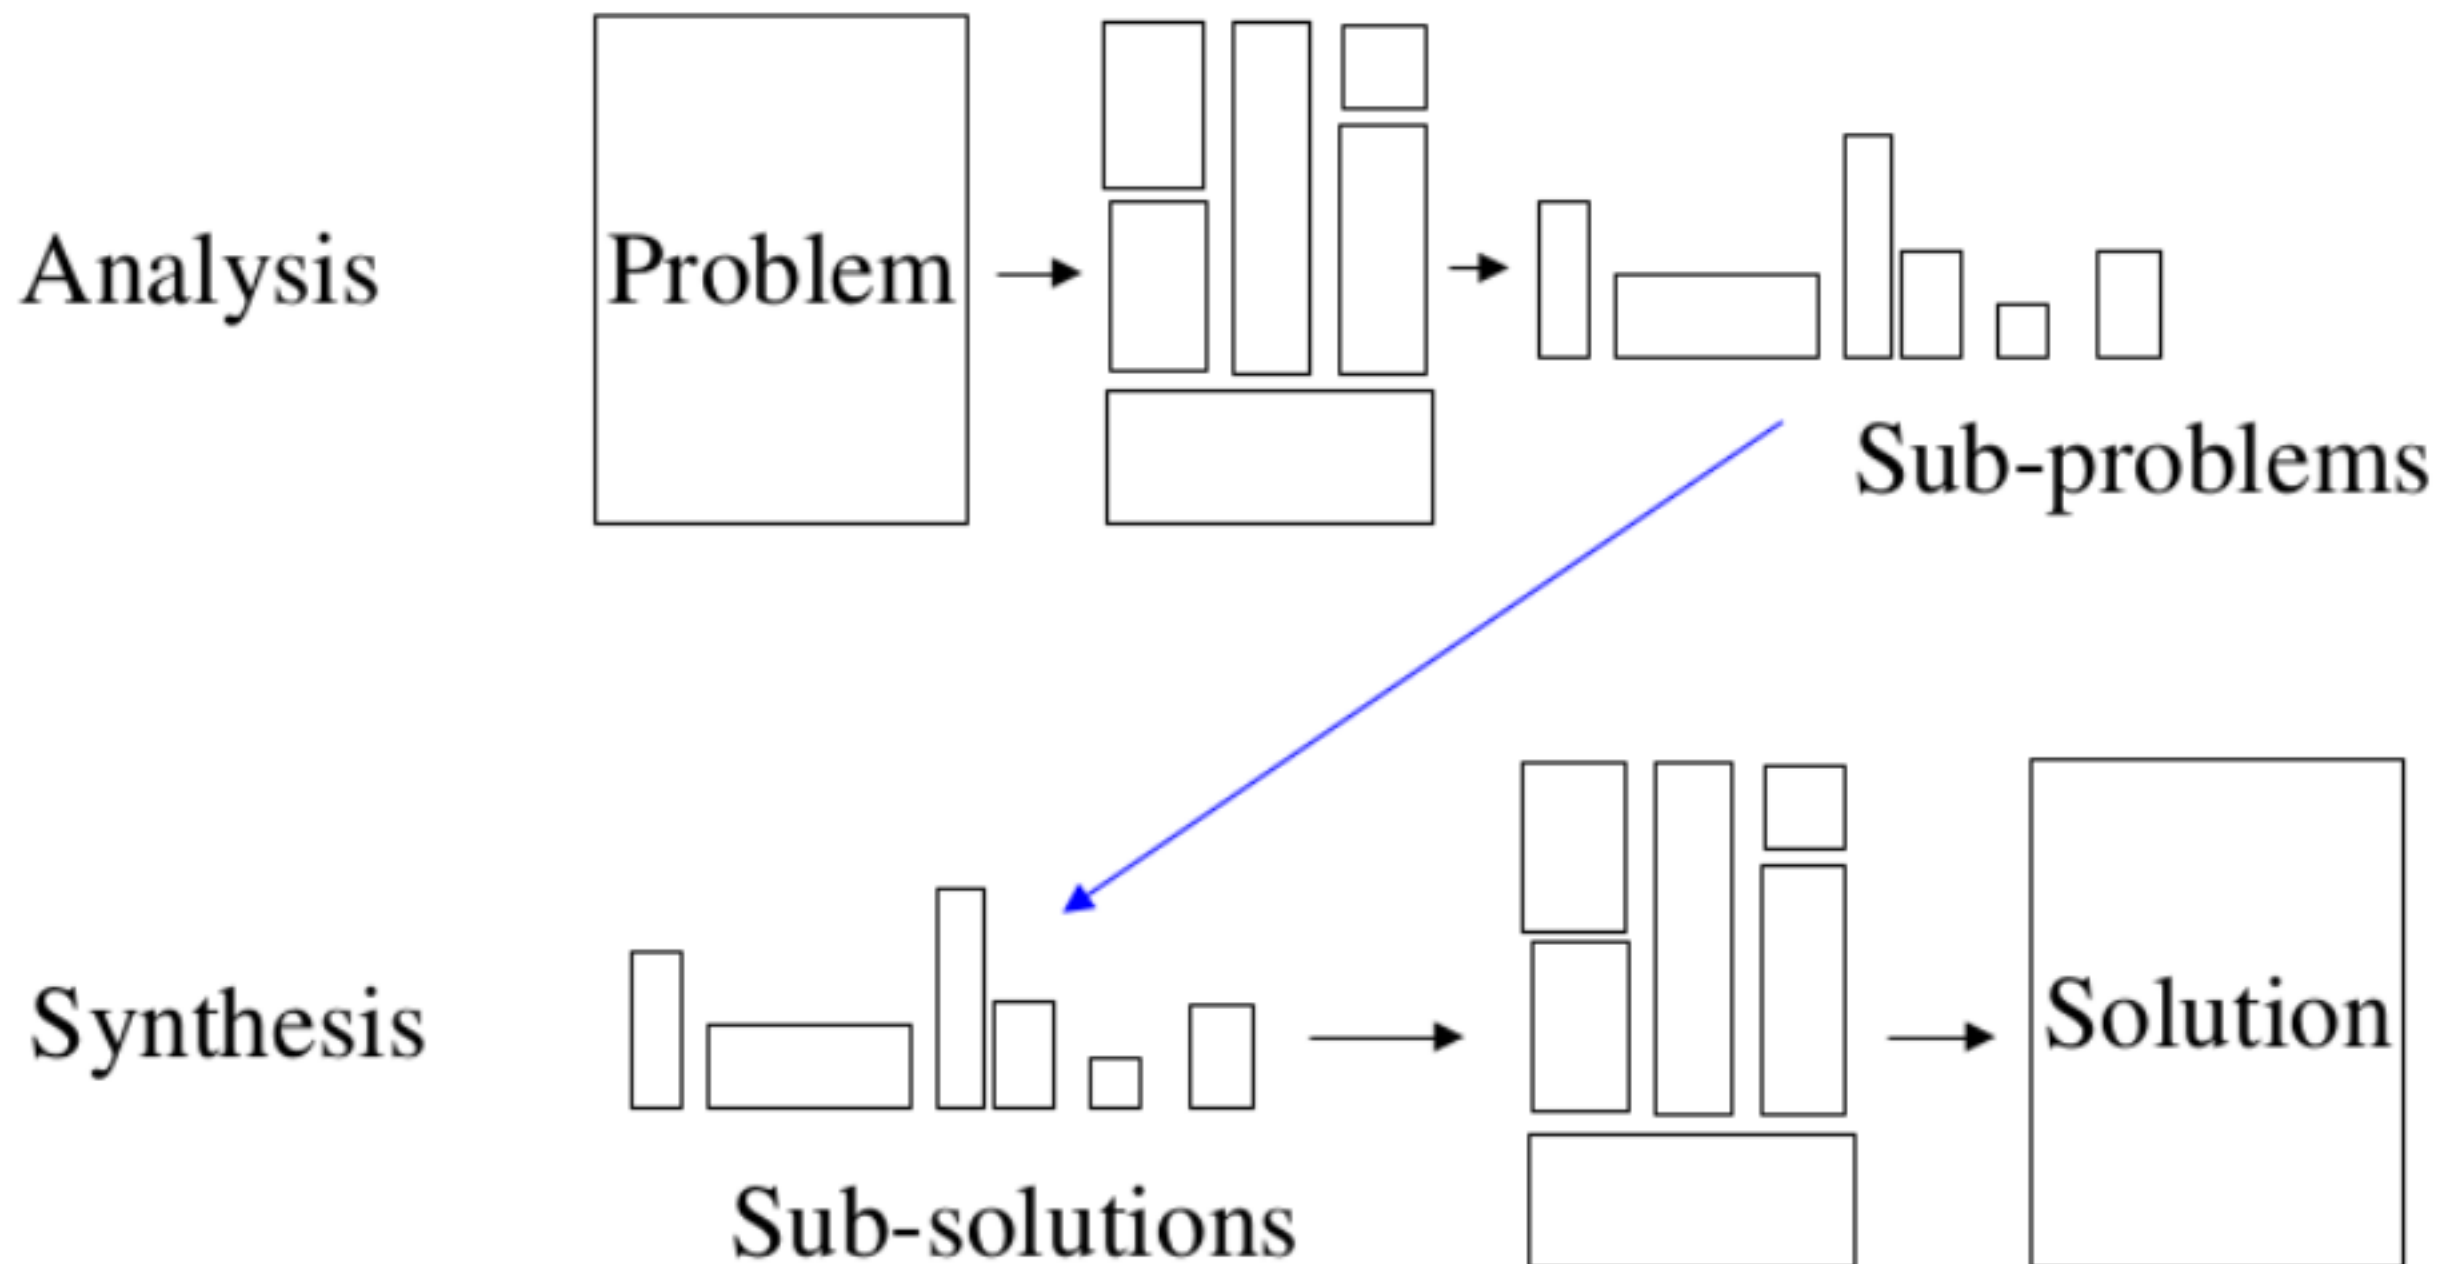 Analysis
Problem
Sub-problems
Synthesis
Sub-solutions
Solution